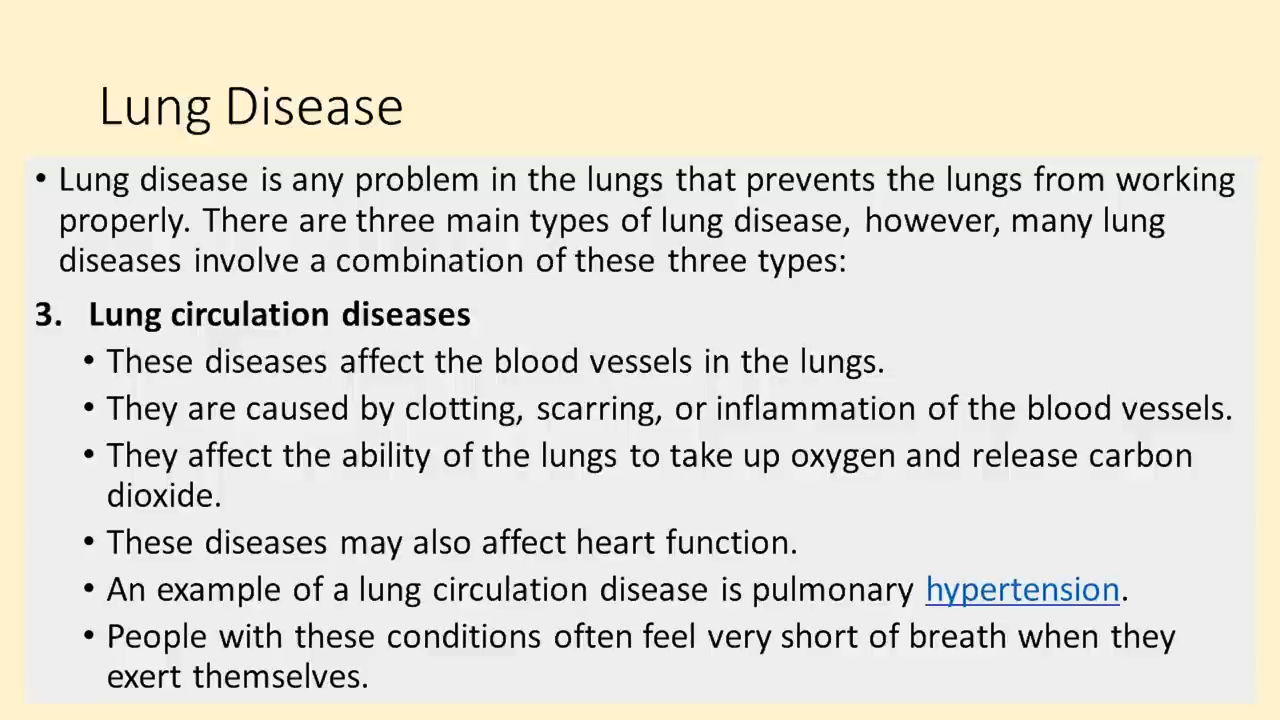 Lung Disease
• Lung disease is any problem in the lungs that prevents the lungs from working
properly. There are three main types of lung disease, however, many lung
diseases involve a combination of these three types:
3. Lung circulation diseases
• These diseases affect the blood vessels in the lungs.
• They are caused by clotting, scarring, or inflammation of the blood vessels.
• They affect the ability of the lungs to take up oxygen and release carbon
dioxide.
• These diseases may also affect heart function.
• An example of a lung circulation disease is pulmonary hypertension.
• People with these conditions often feel very short of breath when they
exert themselves.